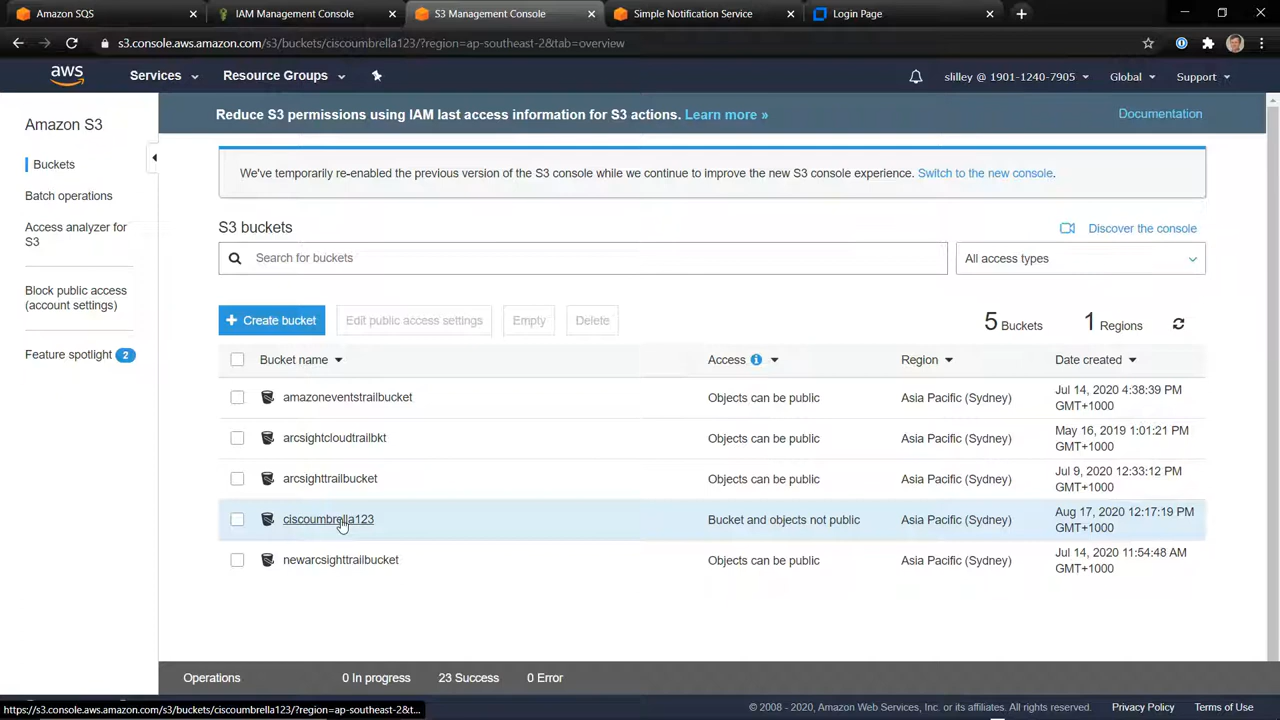 Amazon SQS
IAM Management Console
S3 Management Console
Simple Notification Service
Login Page
s3.console.aws.amazon.com/s3/buckets/ciscoumbrella123/?region=ap-southeast-2&tab=overview
aws
Services
Resource Groups
slilley @ 1901-1240-7905
Global
Support
Amazon S3
Buckets
Batch operations
Access analyzer for
S3
Block public access
(account settings)
Feature spotlight 2
Reduce S3 permissions using IAM last access information for S3 actions. Learn more »
Documentation
We've temporarily re-enabled the previous version of the S3 console while we continue to improve the new S3 console experience. Switch to the new console.
S3 buckets
Discover the console
Search for buckets
All access types
+ Create bucket
Edit public access settings
Empty
Delete
5 Buckets
1 Regions
Bucket name
Access
Region
Date created
amazoneventstrailbucket
Objects can be public
Asia Pacific (Sydney)
Jul 14, 2020 4:38:39 PM
GMT+1000
arcsightcloudtrailbkt
Objects can be public
Asia Pacific (Sydney)
May 16, 2019 1:01:21 PM
GMT+1000
arcsighttrailbucket
Objects can be public
Asia Pacific (Sydney)
Jul 9, 2020 12:33:12 PM
GMT+1000
ciscoumbrella123
Bucket and objects not public
Asia Pacific (Sydney)
Aug 17, 2020 12:17:19 PM
GMT+1000
newarcsighttrailbucket
Objects can be public
Asia Pacific (Sydney)
Jul 14, 2020 11:54:48 AM
GMT+1000
Operations
0 In progress
23 Success
0 Error
https://s3.console.aws.amazon.com/s3/buckets/ciscoumbrella123/?region=ap-southeast-2&t...
© 2008 - 2020, Amazon Web Services, Inc. or its affiliates. All rights reserved.
Privacy Policy
Terms of Use